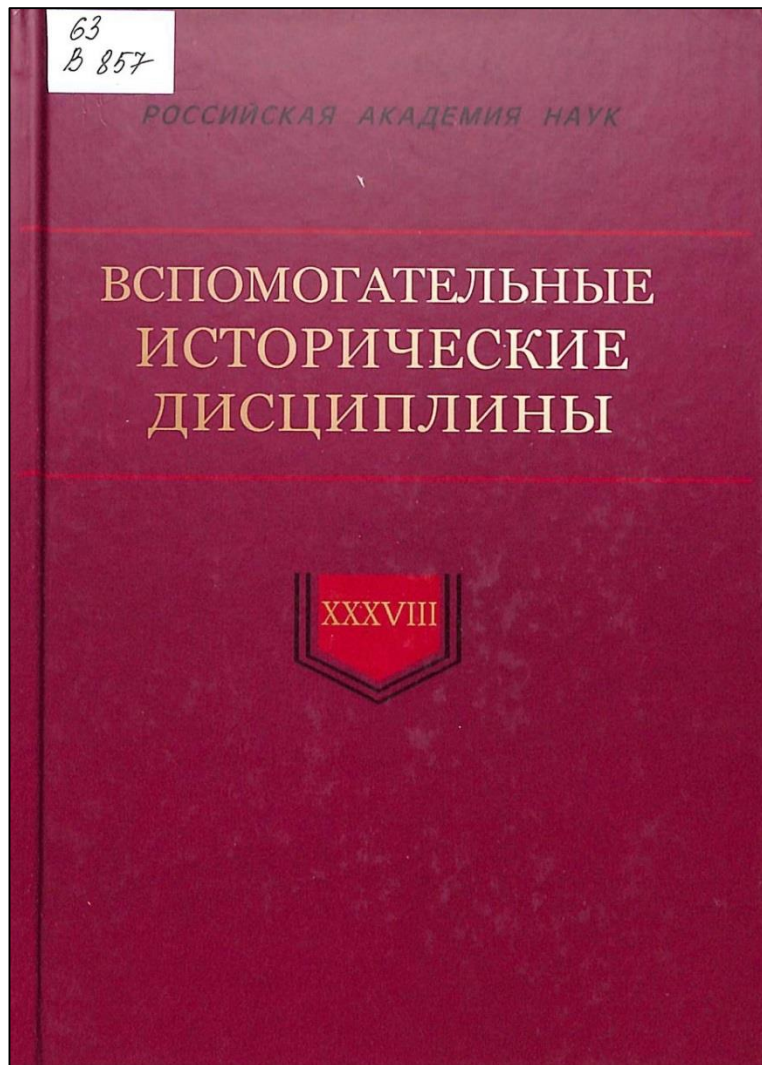 63
В 857
РОССИЙСКАЯ АКАДЕМИЯ НАУК
ВСПОМОГАТЕЛЬНЫЕ
ИСТОРИЧЕСКИЕ
ДИСЦИПЛИНЫ
XXXVIII